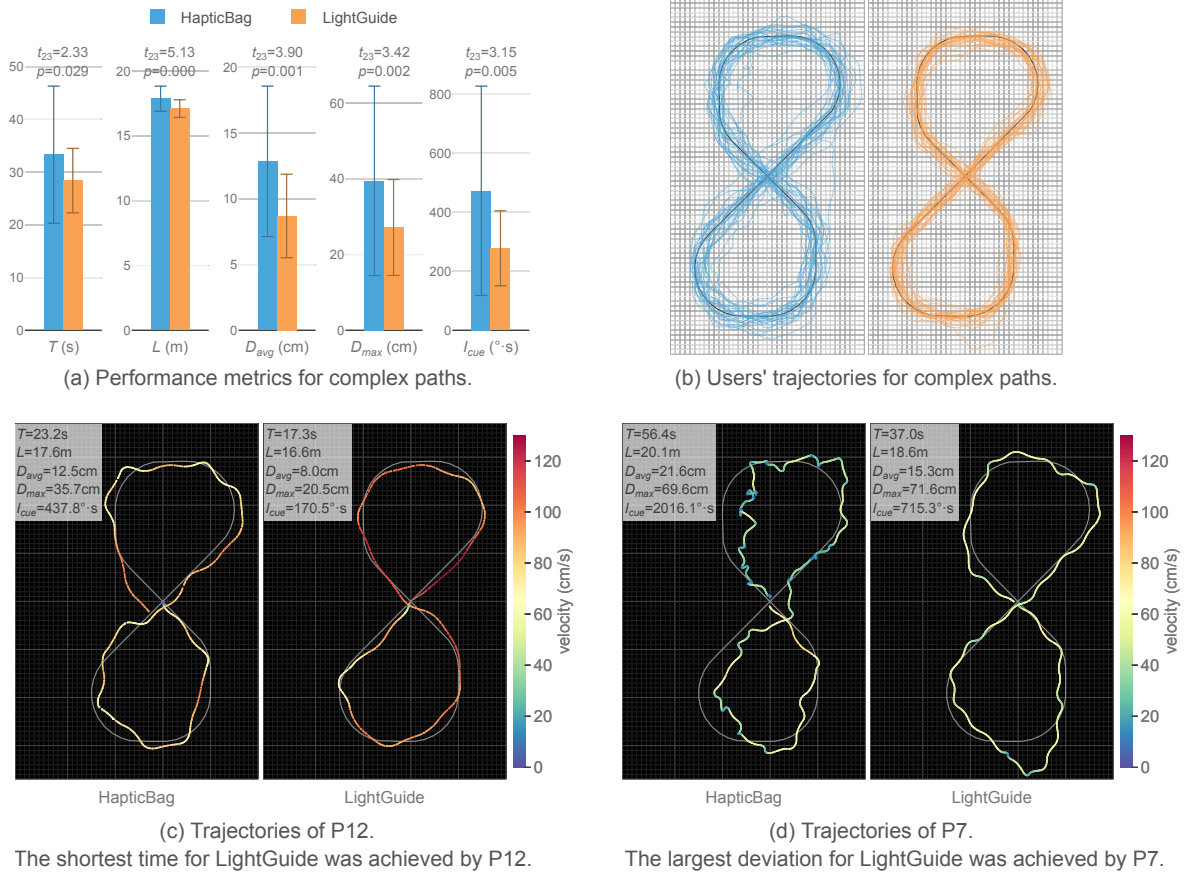 HapticBag LightGuide
t23=2.33 t23=5.13 t23=3.90 t23=3.42 t23=3.15
p=0.029 p=0.000 p=0.001 p=0.002 p=0.005
50 40 30 20 10 0
20 15 10 5 0
20 15 10 5 0
60 40 20 0
800 600 400 200 0
T (s) L (m) Davg (cm) Dmax (cm) Icue (°·s)
(a) Performance metrics for complex paths.
(b) Users' trajectories for complex paths.
T=23.2s
L=17.6m
Davg=12.5cm
Dmax=35.7cm
Icue=437.8°·s
T=17.3s
L=16.6m
Davg=8.0cm
Dmax=20.5cm
Icue=170.5°·s
120
100
80
60
40
20
0
velocity (cm/s)
HapticBag LightGuide
(c) Trajectories of P12.
The shortest time for LightGuide was achieved by P12.
T=56.4s
L=20.1m
Davg=21.6cm
Dmax=69.6cm
Icue=2016.1°·s
T=37.0s
L=18.6m
Davg=15.3cm
Dmax=71.6cm
Icue=715.3°·s
120
100
80
60
40
20
0
velocity (cm/s)
HapticBag LightGuide
(d) Trajectories of P7.
The largest deviation for LightGuide was achieved by P7.